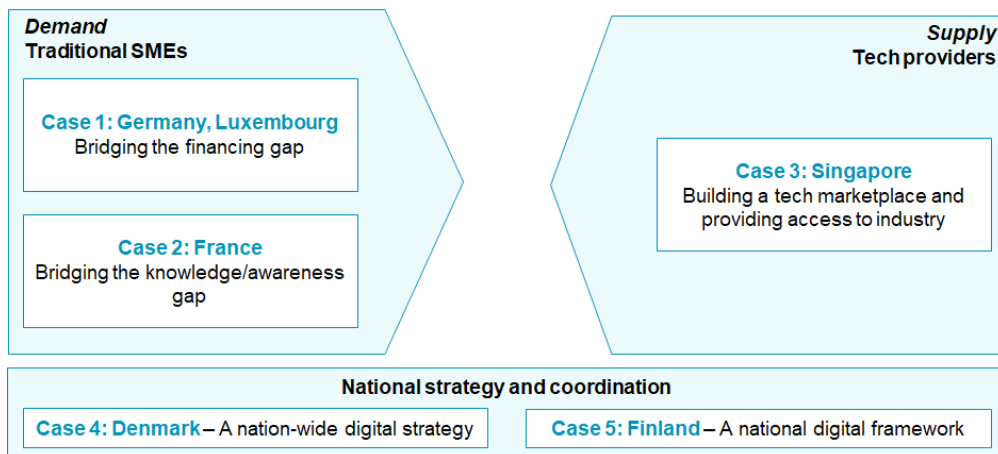 Demand
Traditional SMEs
Case 1: Germany, Luxembourg
Bridging the financing gap
Case 2: France
Bridging the knowledge/awareness
gap
Supply
Tech providers
Case 3: Singapore
Building a tech marketplace and
providing access to industry
National strategy and coordination
Case 4: Denmark – A nation-wide digital strategy
Case 5: Finland – A national digital framework